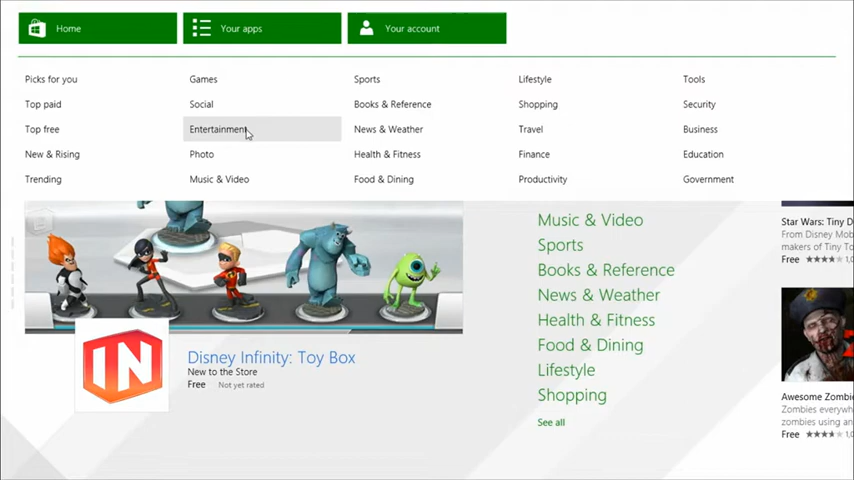 Home
Your apps
Your account
Picks for you
Games
Sports
Lifestyle
Tools
Top paid
Social
Books & Reference
Shopping
Security
Top free
Entertainment
News & Weather
Travel
Business
New & Rising
Photo
Health & Fitness
Finance
Education
Trending
Music & Video
Food & Dining
Productivity
Government
Music & Video
Sports
Books & Reference
News & Weather
Health & Fitness
Food & Dining
Lifestyle
Shopping
See all
IN
Disney Infinity: Toy Box
New to the Store
Free Not yet rated
Star Wars: Tiny D
From Disney Mob
makers of Tiny To
Free
Awesome Zombi
Zombies everywh
zombies using an
Free